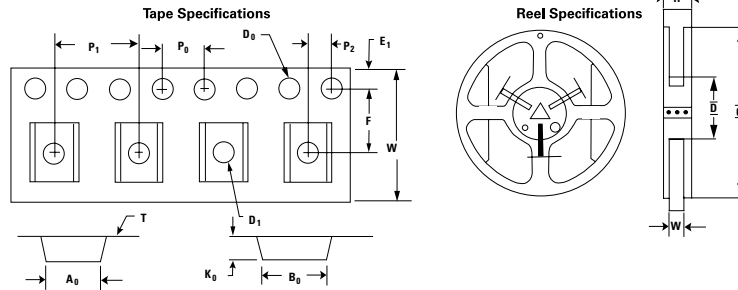 Tape Specifications
Reel Specifications
P1
P0
D0
P2
E1
F
W
D
D1
T
W
K0
A0
B0